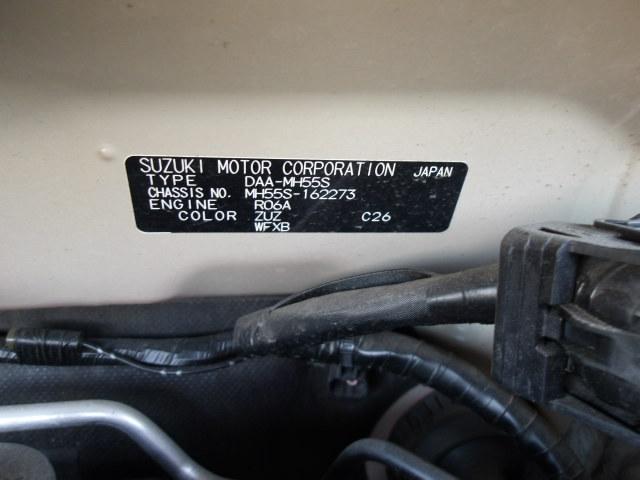 SUZUKI MOTOR CORPORATION JAPAN
TYPE DAA-MH55S
CHASSIS NO. MH55S-162273
ENGINE R06A
COLOR ZUZ C26
WFXB